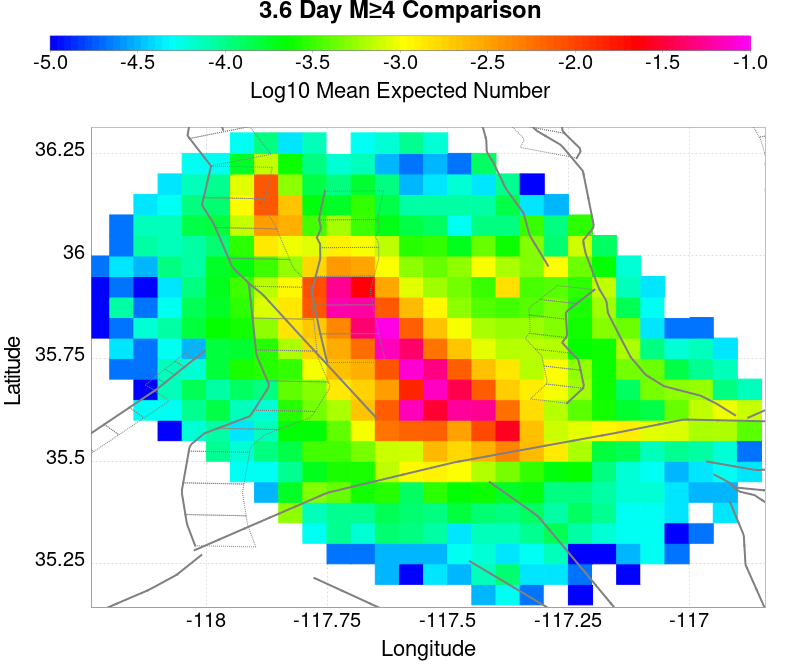 3.6 Day M≥4 Comparison
-5.0 -4.5 -4.0 -3.5 -3.0 -2.5 -2.0 -1.5 -1.0
Log10 Mean Expected Number
36.25
36
35.75
35.5
35.25
Latitude
-118 -117.75 -117.5 -117.25 -117
Longitude